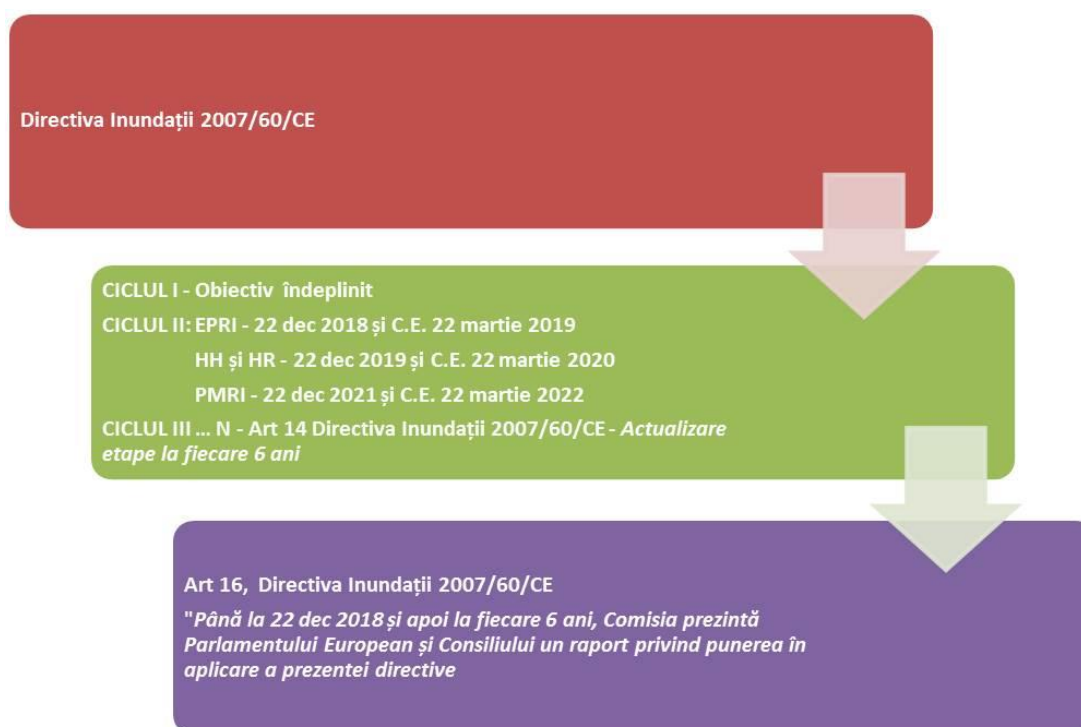 Directiva Inundații 2007/60/CE
CICLUL I - Obiectiv îndeplinit
CICLUL II: EPRI - 22 dec 2018 și C.E. 22 martie 2019
HH și HR - 22 dec 2019 și C.E. 22 martie 2020
PMRI - 22 dec 2021 și C.E. 22 martie 2022
CICLUL III ... N - Art 14 Directiva Inundații 2007/60/CE - Actualizare
etape la fiecare 6 ani
Art 16, Directiva Inundații 2007/60/CE
"Până la 22 dec 2018 și apoi la fiecare 6 ani, Comisia prezintă
Parlamentului European și Consiliului un raport privind punerea în
aplicare a prezentei directive